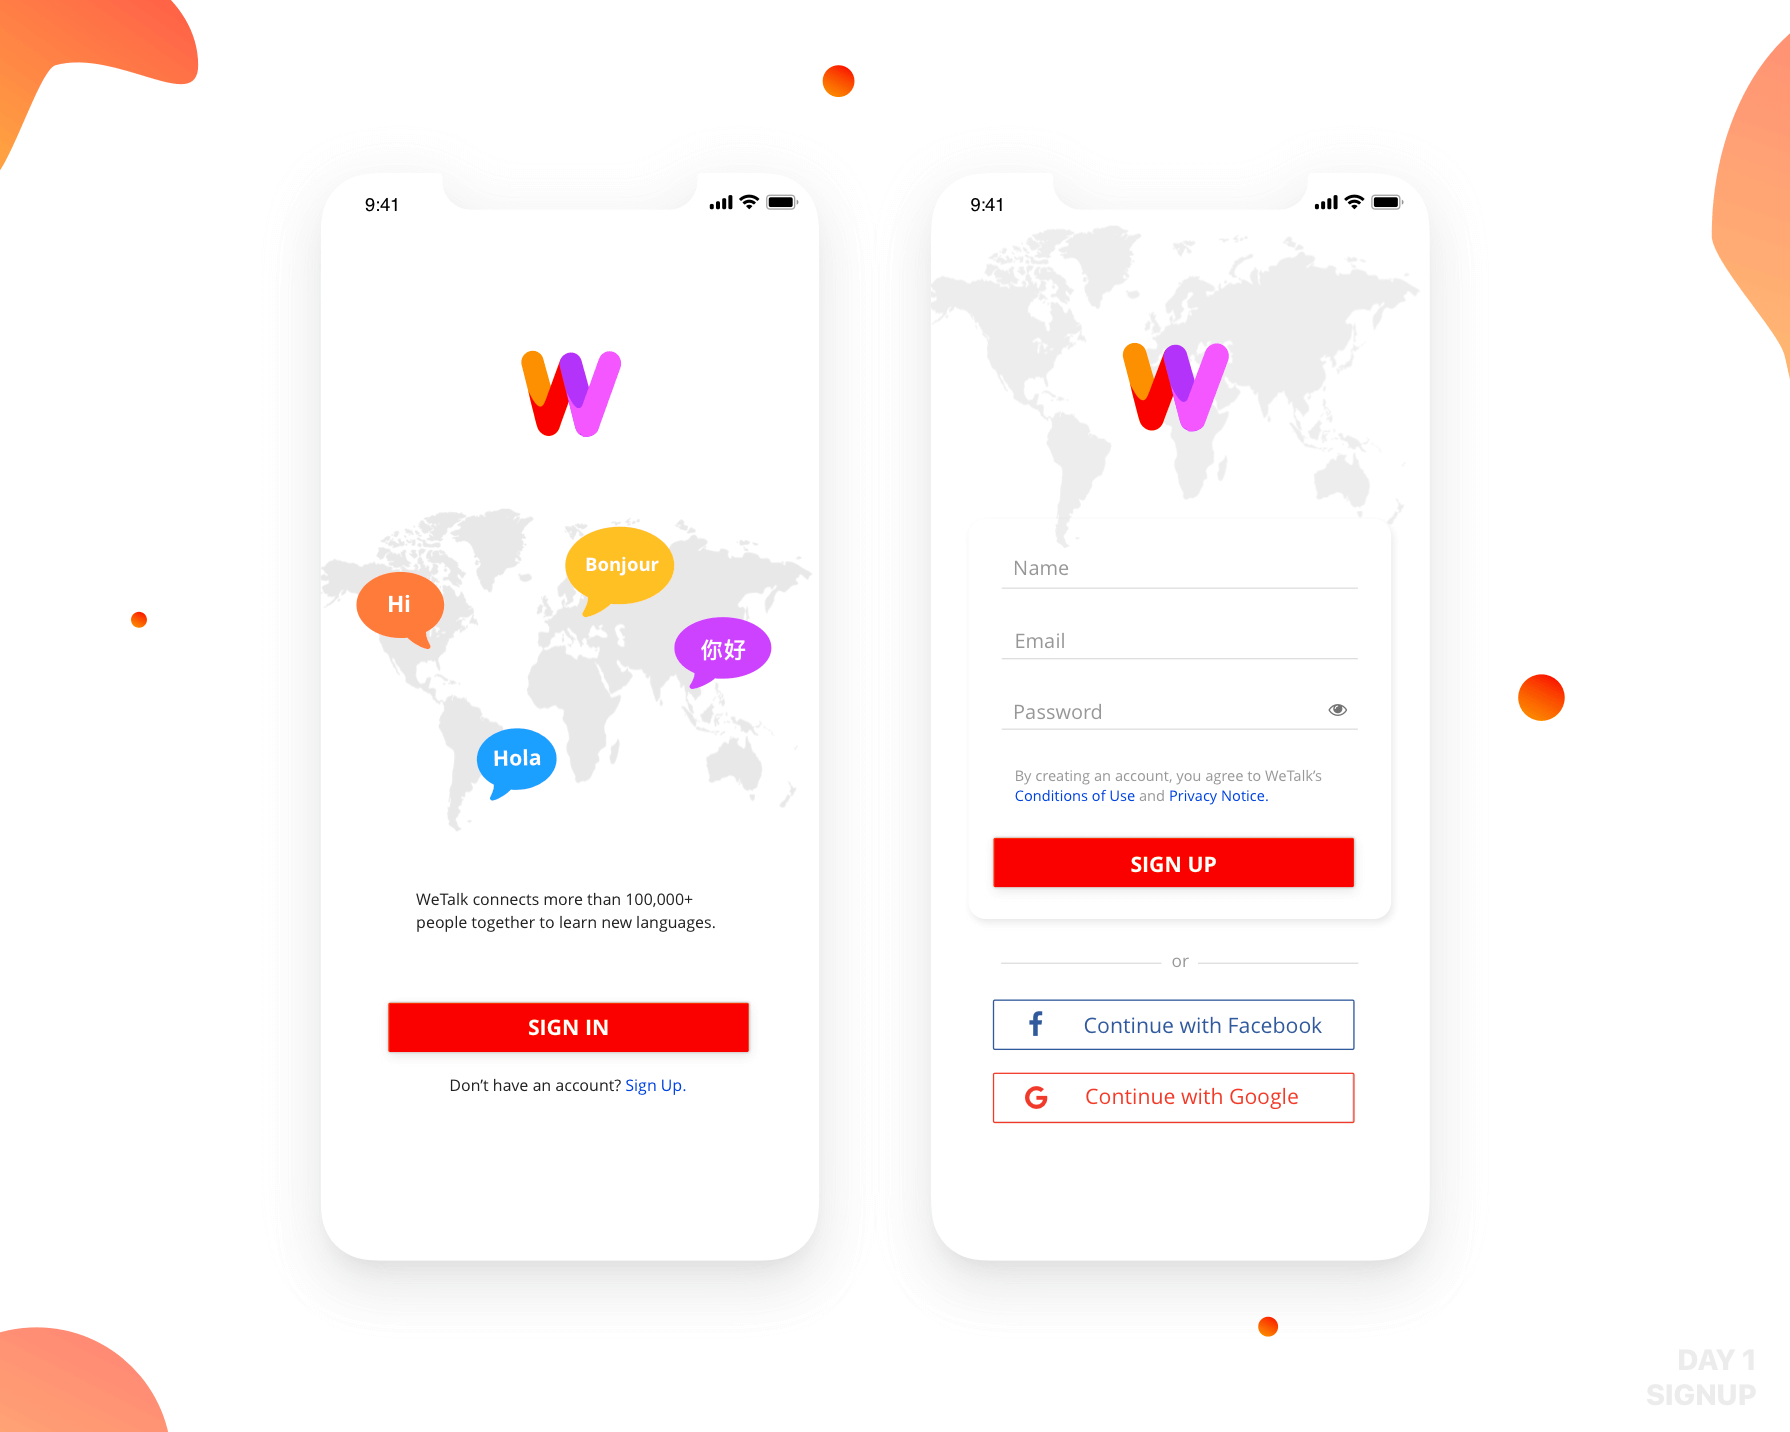 9:41
Bonjour
Hi
你好
Hola
WeTalk connects more than 100,000+
people together to learn new languages.
SIGN IN
Don't have an account? Sign Up.
9:41
Name
Email
Password
By creating an account, you agree to WeTalk's
Conditions of Use and Privacy Notice.
SIGN UP
or
Continue with Facebook
Continue with Google
DAY 1
SIGNUP